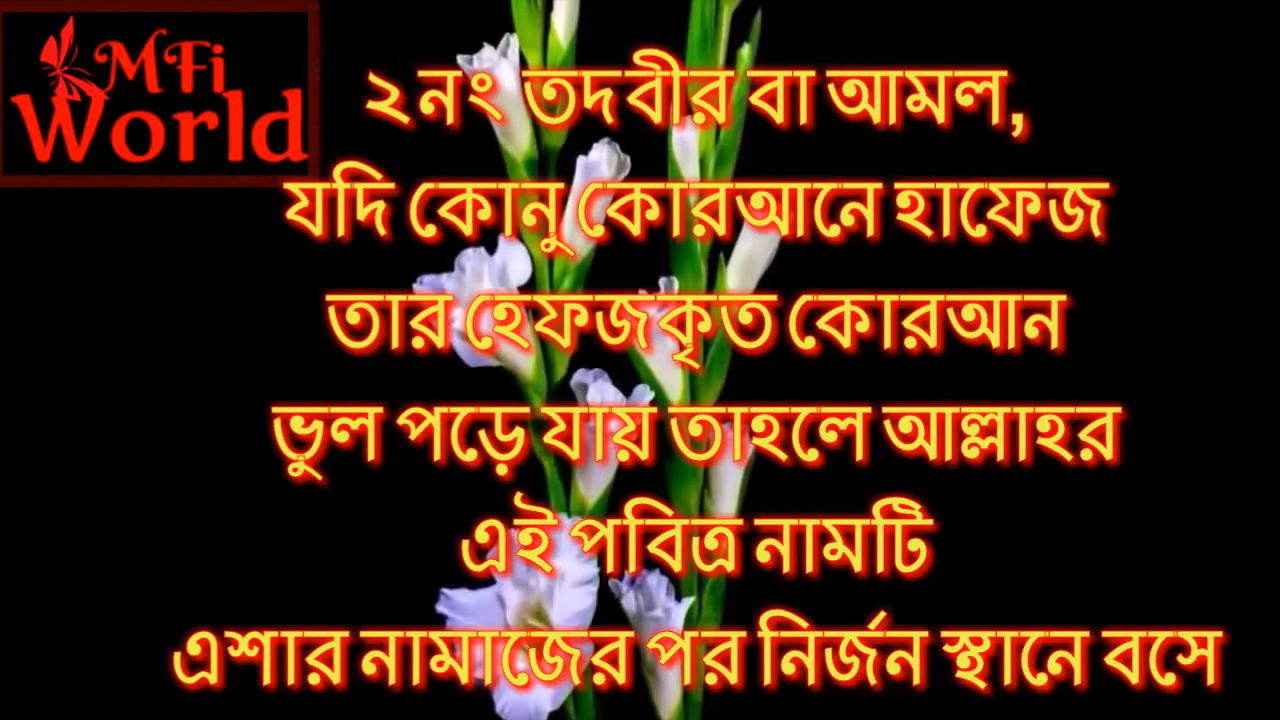 MFi
World
২নং তদবীর বা আমল,
যদি কোনু কোরআনে হাফেজ
তার হেফজকৃত কোরআন
ভুল পড়ে যায় তাহলে আল্লাহর
এই পবিত্র নামটি
এশার নামাজের পর নির্জন স্থানে বসে